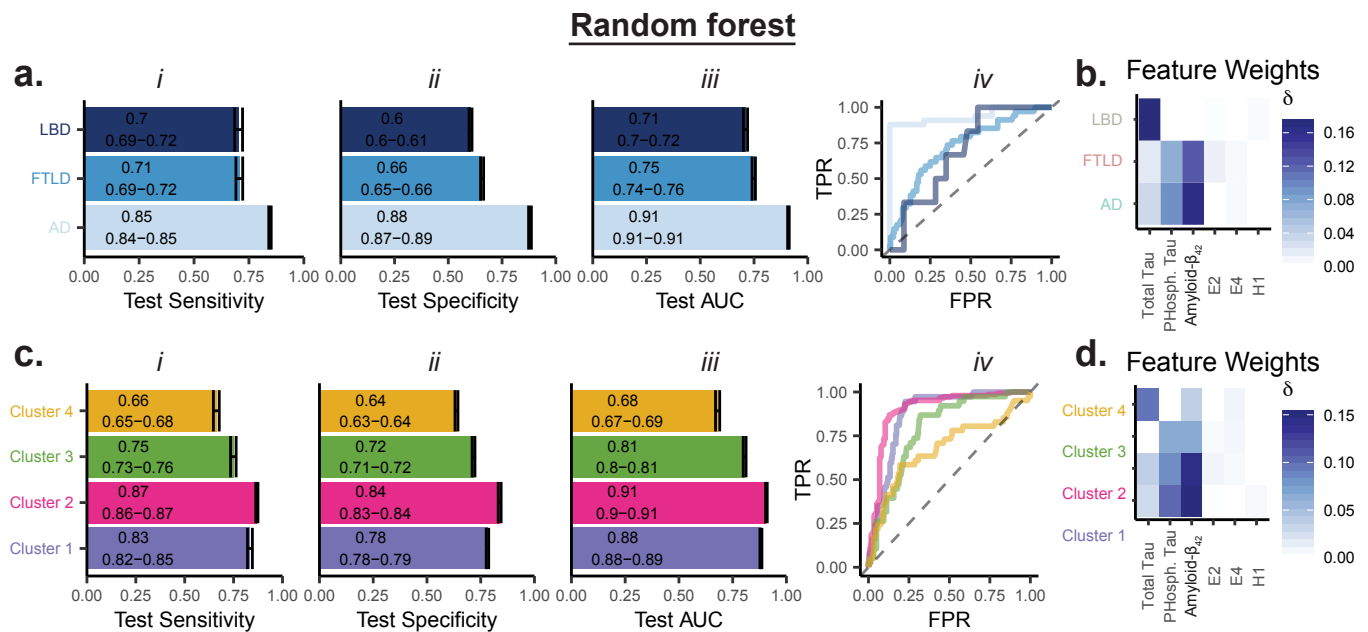 Random forest
a.
i
ii
iii
iv
LBD
FTLD
AD
0.7
0.69−0.72
0.71
0.69−0.72
0.85
0.84−0.85
0.00
0.25
0.50
0.75
1.00
Test Sensitivity
0.6
0.6−0.61
0.66
0.65−0.66
0.88
0.87−0.89
0.00
0.25
0.50
0.75
1.00
Test Specificity
0.71
0.7−0.72
0.75
0.74−0.76
0.91
0.91−0.91
0.00
0.25
0.50
0.75
1.00
Test AUC
TPR
1.00
0.75
0.50
0.25
0.00
0.00
0.25
0.50
0.75
1.00
FPR
b.
Feature Weights
LBD
FTLD
AD
Total Tau
PHosph. Tau
Amyloid-β42
E2
E4
H1
δ
0.16
0.12
0.08
0.04
0.00
c.
i
ii
iii
iv
Cluster 4
Cluster 3
Cluster 2
Cluster 1
0.66
0.65−0.68
0.75
0.73−0.76
0.87
0.86−0.87
0.83
0.82−0.85
0.00
0.25
0.50
0.75
1.00
Test Sensitivity
0.64
0.63−0.64
0.72
0.71−0.72
0.84
0.83−0.84
0.78
0.78−0.79
0.00
0.25
0.50
0.75
1.00
Test Specificity
0.68
0.67−0.69
0.81
0.8−0.81
0.91
0.9−0.91
0.88
0.88−0.89
0.00
0.25
0.50
0.75
1.00
Test AUC
TPR
1.00
0.75
0.50
0.25
0.00
0.00
0.25
0.50
0.75
1.00
FPR
d.
Feature Weights
Cluster 4
Cluster 3
Cluster 2
Cluster 1
Total Tau
PHosph. Tau
Amyloid-β42
E2
E4
H1
δ
0.15
0.10
0.05
0.00